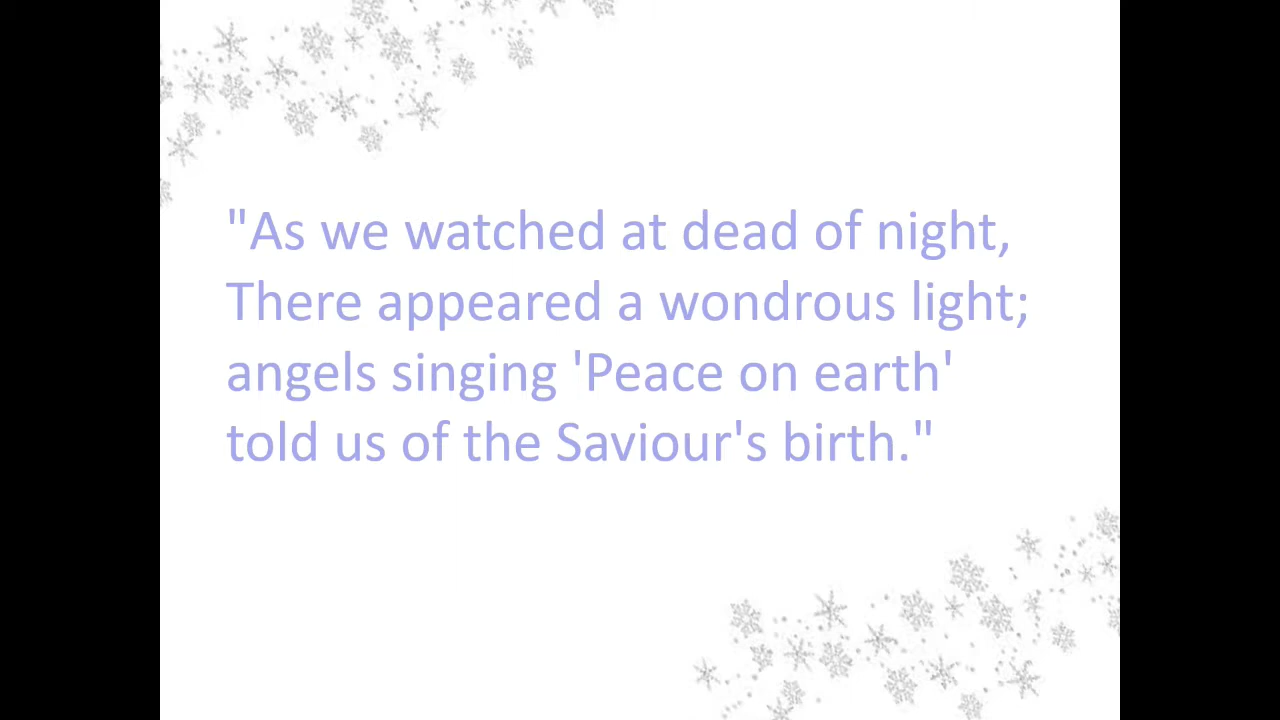 "As we watched at dead of night,
There appeared a wondrous light;
angels singing 'Peace on earth'
told us of the Saviour's birth."